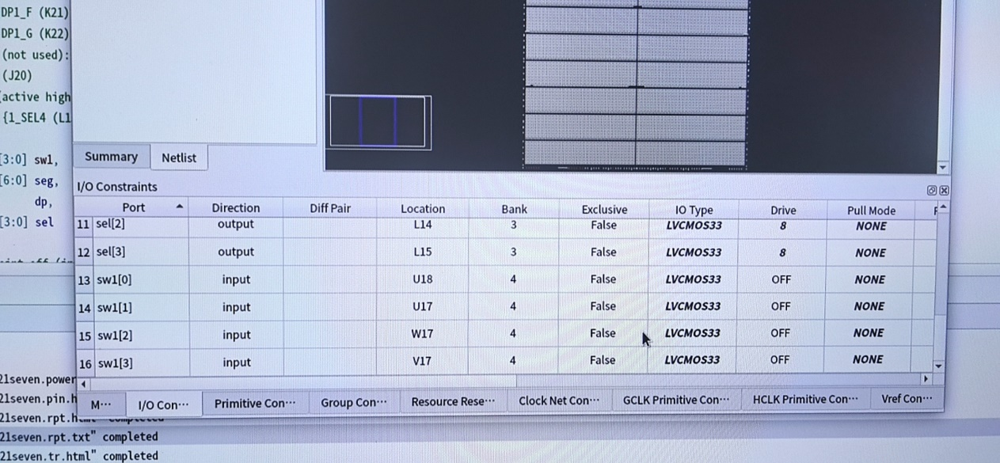 DP1_F (K21)
DP1_G (K22)
(not used):
(J20)
active high
{1_SEL4 (L1
[3:0] sw1,
[6:0] seg,
dp,
[3:0] sel
Summary Netlist
I/O Constraints
Port Direction Diff Pair Location Bank Exclusive IO Type Drive Pull Mode
11 sel[2] output L14 3 False LVCMOS33 8 NONE
12 sel[3] output L15 3 False LVCMOS33 8 NONE
13 sw1[0] input U18 4 False LVCMOS33 OFF NONE
14 sw1[1] input U17 4 False LVCMOS33 OFF NONE
15 sw1[2] input W17 4 False LVCMOS33 OFF NONE
16 sw1[3] input V17 4 False LVCMOS33 OFF NONE
M··· I/O Con··· Primitive Con··· Group Con··· Resource Rese··· Clock Net Con··· GCLK Primitive Con··· HCLK Primitive Con··· Vref Con···
21seven.power
21seven.pin.h
21seven.rpt.html" completed
21seven.rpt.txt" completed
21seven.tr.html" completed